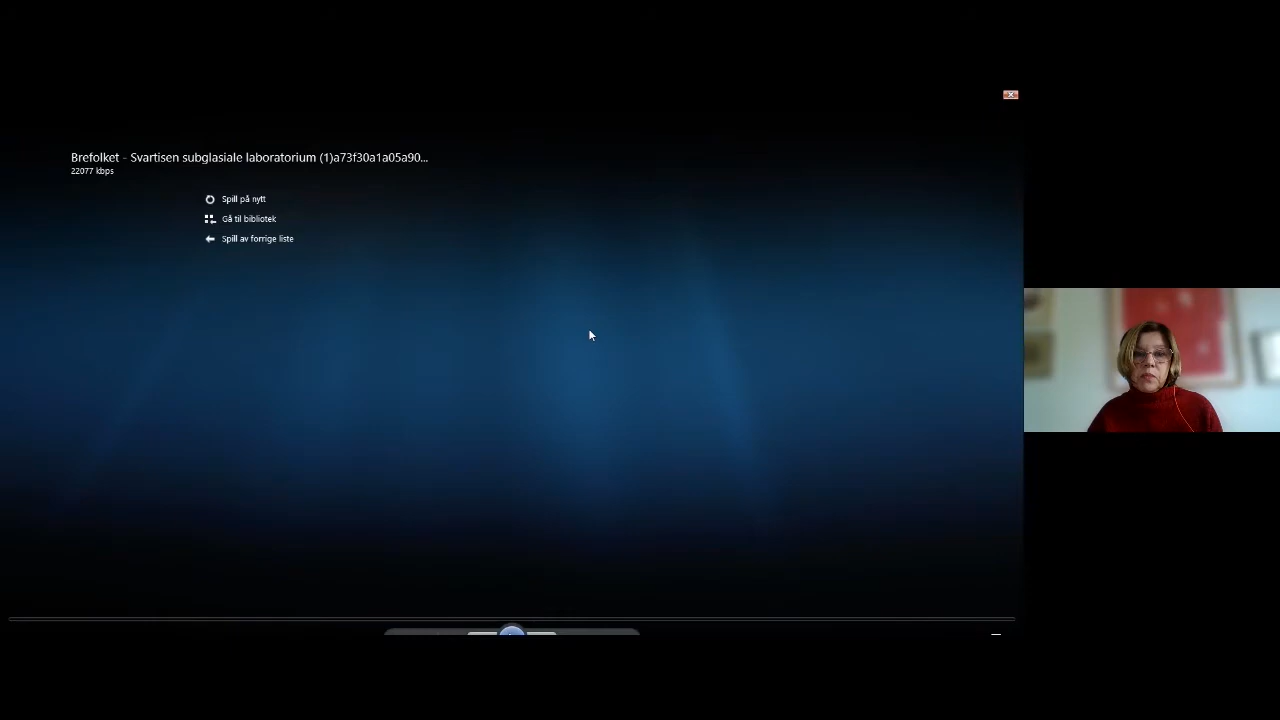 Brefolket - Svartisen subglasiale laboratorium (1)a73f30a1a05a90...
22077 kbps
Spill på nytt
Gå til bibliotek
Spill av forrige liste